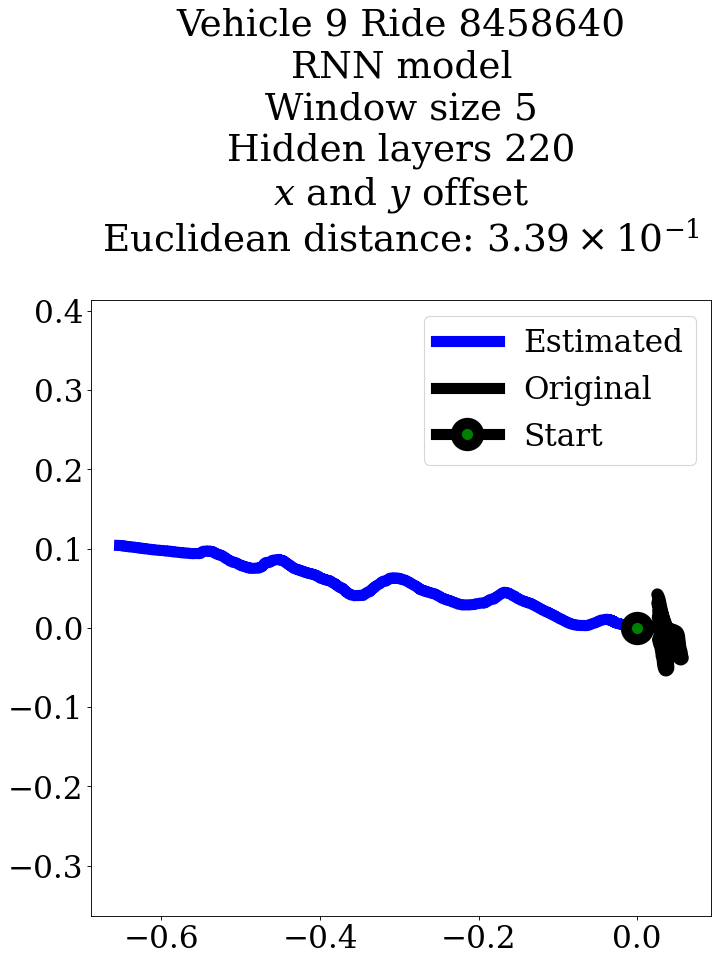 Vehicle 9 Ride 8458640
RNN model
Window size 5
Hidden layers 220
x and y offset
Euclidean distance: 3.39 × 10⁻¹
0.4
0.3
0.2
0.1
0.0
−0.1
−0.2
−0.3
Estimated
Original
Start
−0.6
−0.4
−0.2
0.0